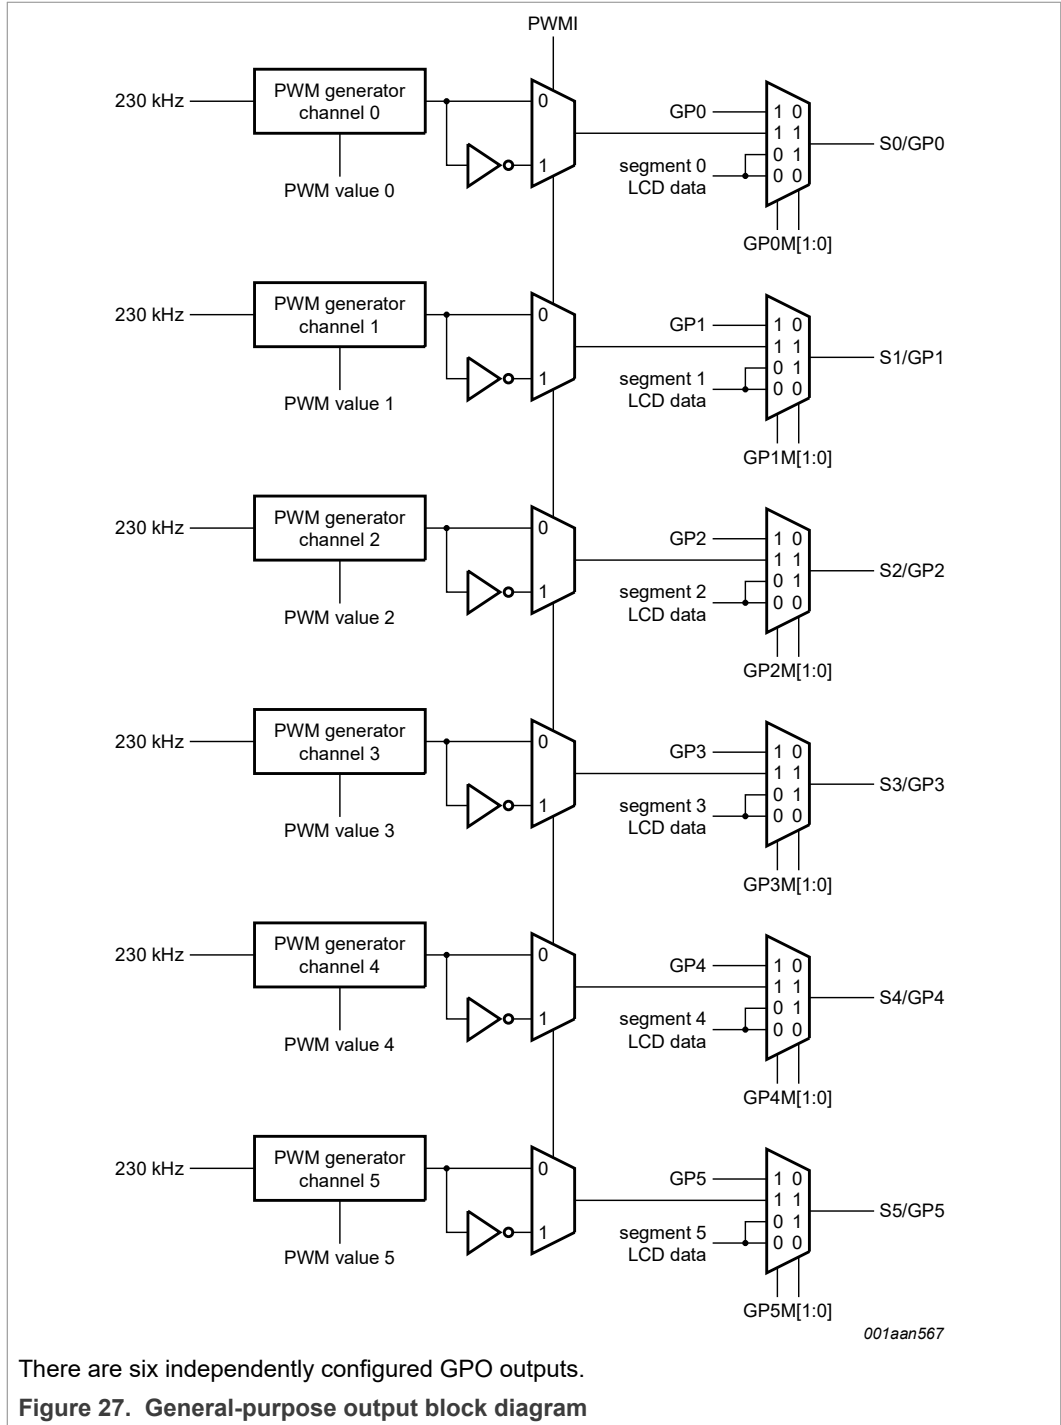 PWMI
230 kHz
PWM generator
channel 0
PWM value 0
0
1
GP0
segment 0
LCD data
1 0
1 1
0 1
0 0
S0/GP0
GP0M[1:0]
230 kHz
PWM generator
channel 1
PWM value 1
0
1
GP1
segment 1
LCD data
1 0
1 1
0 1
0 0
S1/GP1
GP1M[1:0]
230 kHz
PWM generator
channel 2
PWM value 2
0
1
GP2
segment 2
LCD data
1 0
1 1
0 1
0 0
S2/GP2
GP2M[1:0]
230 kHz
PWM generator
channel 3
PWM value 3
0
1
GP3
segment 3
LCD data
1 0
1 1
0 1
0 0
S3/GP3
GP3M[1:0]
230 kHz
PWM generator
channel 4
PWM value 4
0
1
GP4
segment 4
LCD data
1 0
1 1
0 1
0 0
S4/GP4
GP4M[1:0]
230 kHz
PWM generator
channel 5
PWM value 5
0
1
GP5
segment 5
LCD data
1 0
1 1
0 1
0 0
S5/GP5
GP5M[1:0]
001aan567
There are six independently configured GPO outputs.
Figure 27. General-purpose output block diagram